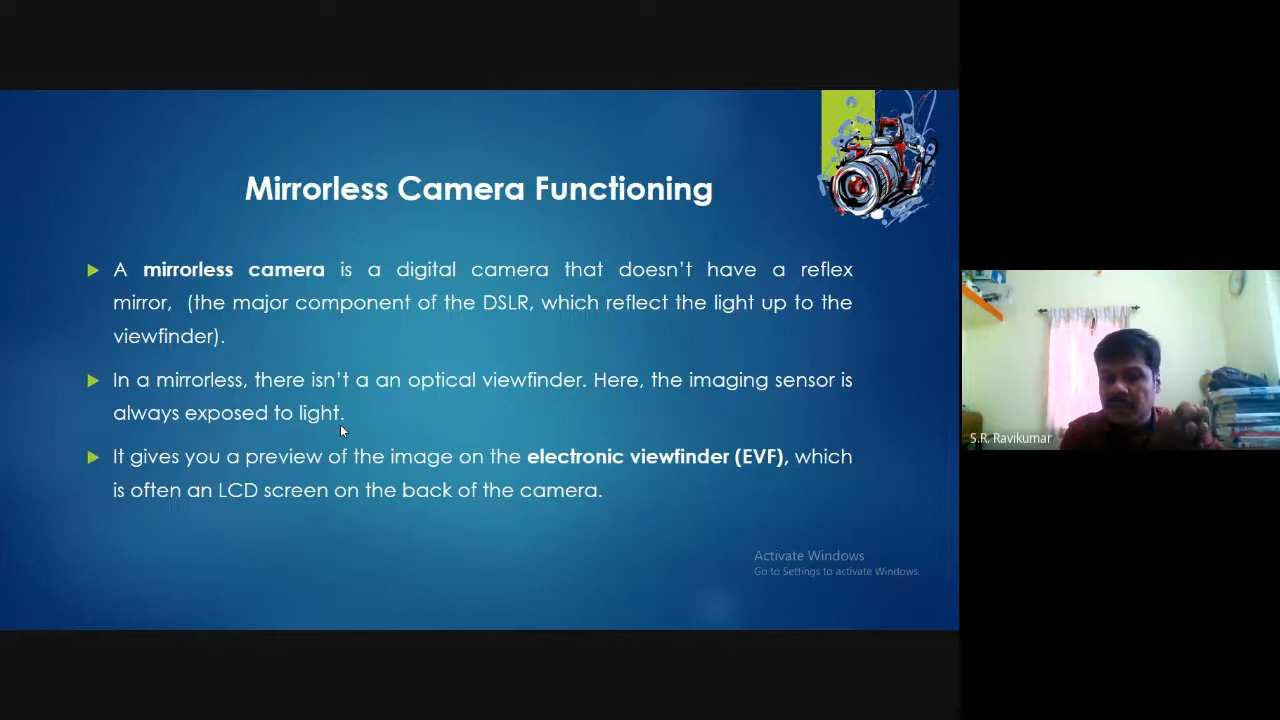 Mirrorless Camera Functioning
A mirrorless camera is a digital camera that doesn't have a reflex
mirror, (the major component of the DSLR, which reflect the light up to the
viewfinder).
In a mirrorless, there isn't a an optical viewfinder. Here, the imaging sensor is
always exposed to light.
It gives you a preview of the image on the electronic viewfinder (EVF), which
is often an LCD screen on the back of the camera.
Activate Windows
Go to Settings to activate Windows.
S.R. Ravikumar